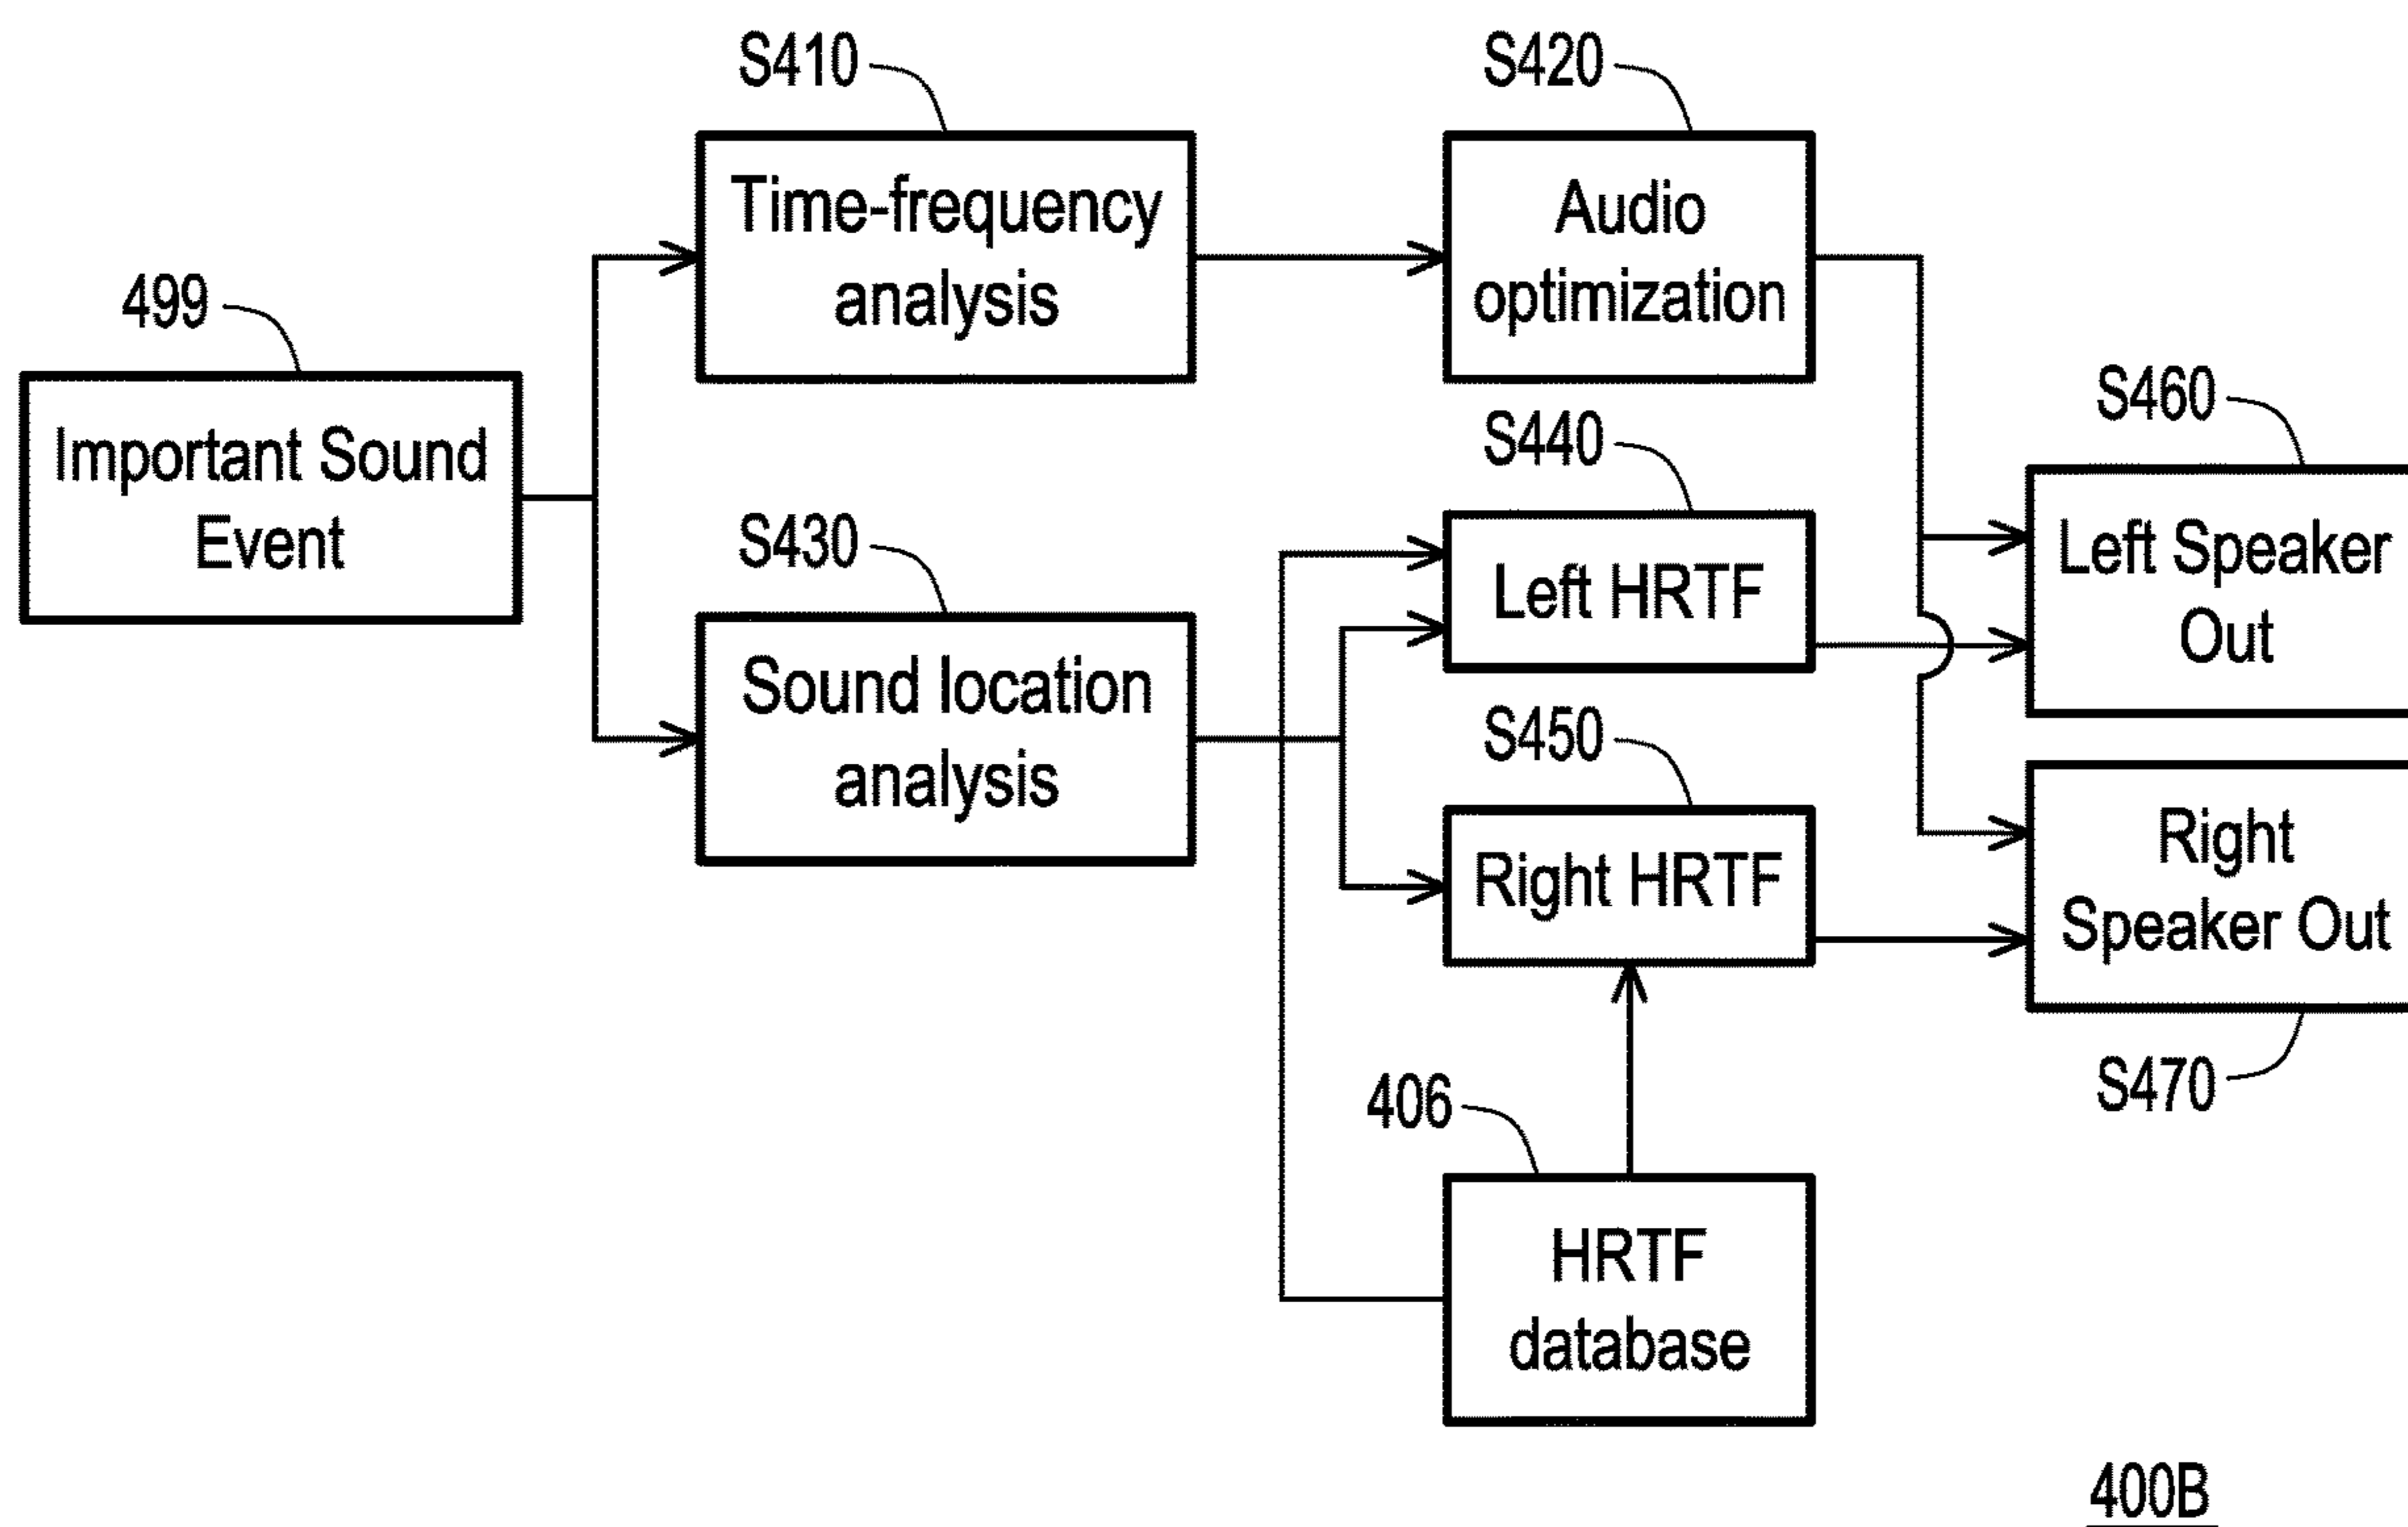 S410
S420
Time-frequency
analysis
Audio
optimization
499
Important Sound
Event
S460
S440
Left Speaker
Out
S430
Left HRTF
Sound location
analysis
S450
Right HRTF
Right
Speaker Out
406
S470
HRTF
database
400B